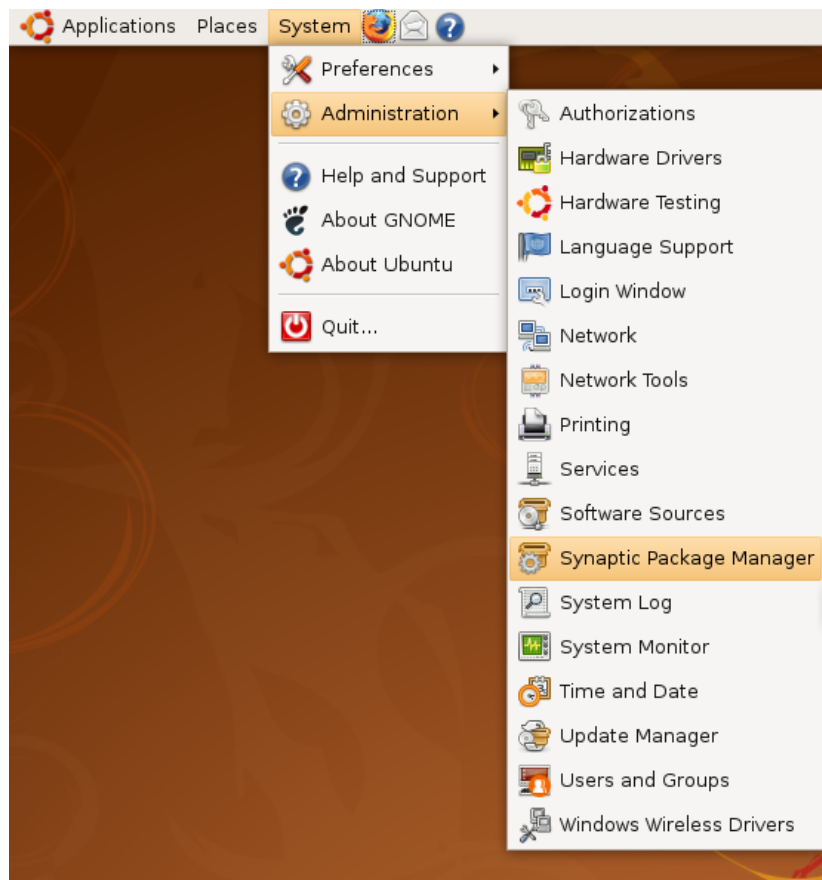 Applications Places System
Preferences
Administration
Help and Support
About GNOME
About Ubuntu
Quit...
Authorizations
Hardware Drivers
Hardware Testing
Language Support
Login Window
Network
Network Tools
Printing
Services
Software Sources
Synaptic Package Manager
System Log
System Monitor
Time and Date
Update Manager
Users and Groups
Windows Wireless Drivers